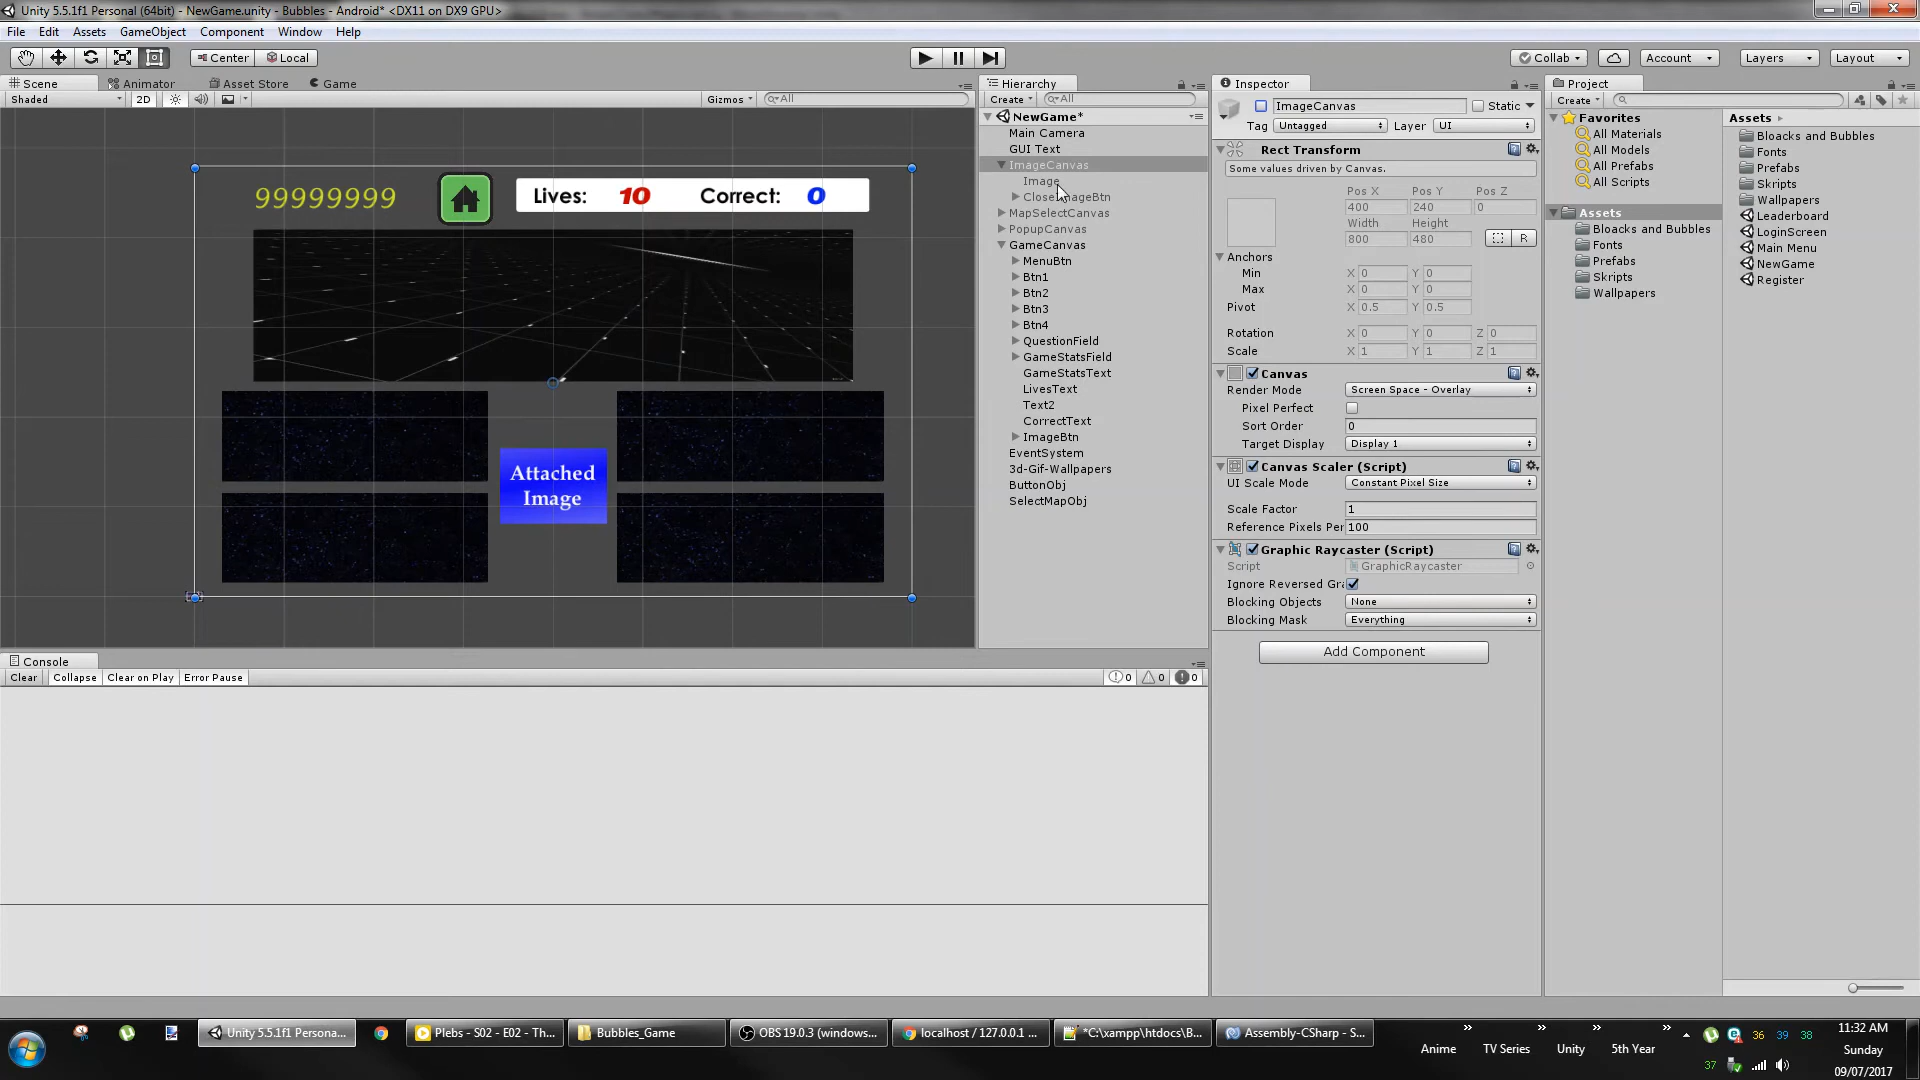 Unity 5.5.1f1 Personal (64bit) - NewGame.unity - Bubbles - Android* <DX11 on DX9 GPU>
File Edit Assets GameObject Component Window Help
Center Local
Collab Account Layers Layout
Scene Animator Asset Store Game
Shaded 2D Gizmos All
99999999
Lives: 10 Correct: 0
Attached
Image
Console
Clear Collapse Clear on Play Error Pause 0 0 0
Hierarchy
Create All
NewGame*
Main Camera
GUI Text
ImageCanvas
Image
CloseImageBtn
MapSelectCanvas
PopupCanvas
GameCanvas
MenuBtn
Btn1
Btn2
Btn3
Btn4
QuestionField
GameStatsField
GameStatsText
LivesText
Text2
CorrectText
ImageBtn
EventSystem
3d-Gif-Wallpapers
ButtonObj
SelectMapObj
Inspector
ImageCanvas Static
Tag Untagged Layer UI
Rect Transform
Some values driven by Canvas.
Pos X Pos Y Pos Z
400 240 0
Width Height
800 480 R
Anchors
Min X 0 Y 0
Max X 0 Y 0
Pivot X 0.5 Y 0.5
Rotation X 0 Y 0 Z 0
Scale X 1 Y 1 Z 1
Canvas
Render Mode Screen Space - Overlay
Pixel Perfect
Sort Order 0
Target Display Display 1
Canvas Scaler (Script)
UI Scale Mode Constant Pixel Size
Scale Factor 1
Reference Pixels Per 100
Graphic Raycaster (Script)
Script GraphicRaycaster
Ignore Reversed Gra
Blocking Objects None
Blocking Mask Everything
Add Component
Project
Create
Favorites
All Materials
All Models
All Prefabs
All Scripts
Assets
Bloacks and Bubbles
Fonts
Prefabs
Skripts
Wallpapers
Assets
Bloacks and Bubbles
Fonts
Prefabs
Skripts
Wallpapers
Leaderboard
LoginScreen
Main Menu
NewGame
Register
Unity 5.5.1f1 Persona... Plebs - S02 - E02 - Th... Bubbles_Game OBS 19.0.3 (windows... localhost / 127.0.0.1 ... *C:\xampp\htdocs\B... Assembly-CSharp - S...
Anime TV Series Unity 5th Year
36 39 38
37
11:32 AM
Sunday
09/07/2017